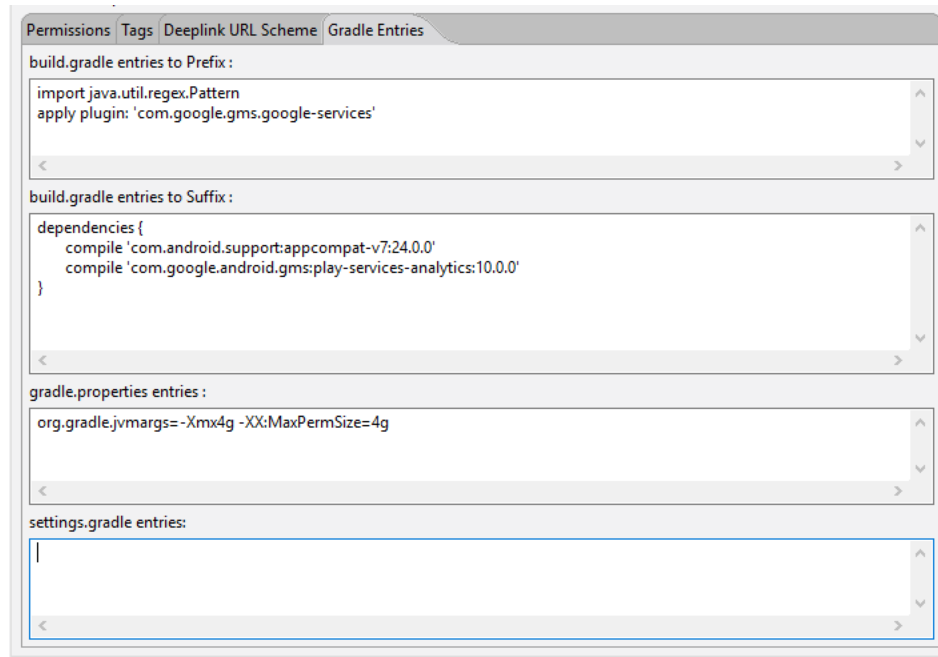 Permissions Tags Deeplink URL Scheme Gradle Entries
build.gradle entries to Prefix :
import java.util.regex.Pattern
apply plugin: 'com.google.gms.google-services'
build.gradle entries to Suffix :
dependencies {
compile 'com.android.support:appcompat-v7:24.0.0'
compile 'com.google.android.gms:play-services-analytics:10.0.0'
}
gradle.properties entries :
org.gradle.jvmargs=-Xmx4g -XX:MaxPermSize=4g
settings.gradle entries: